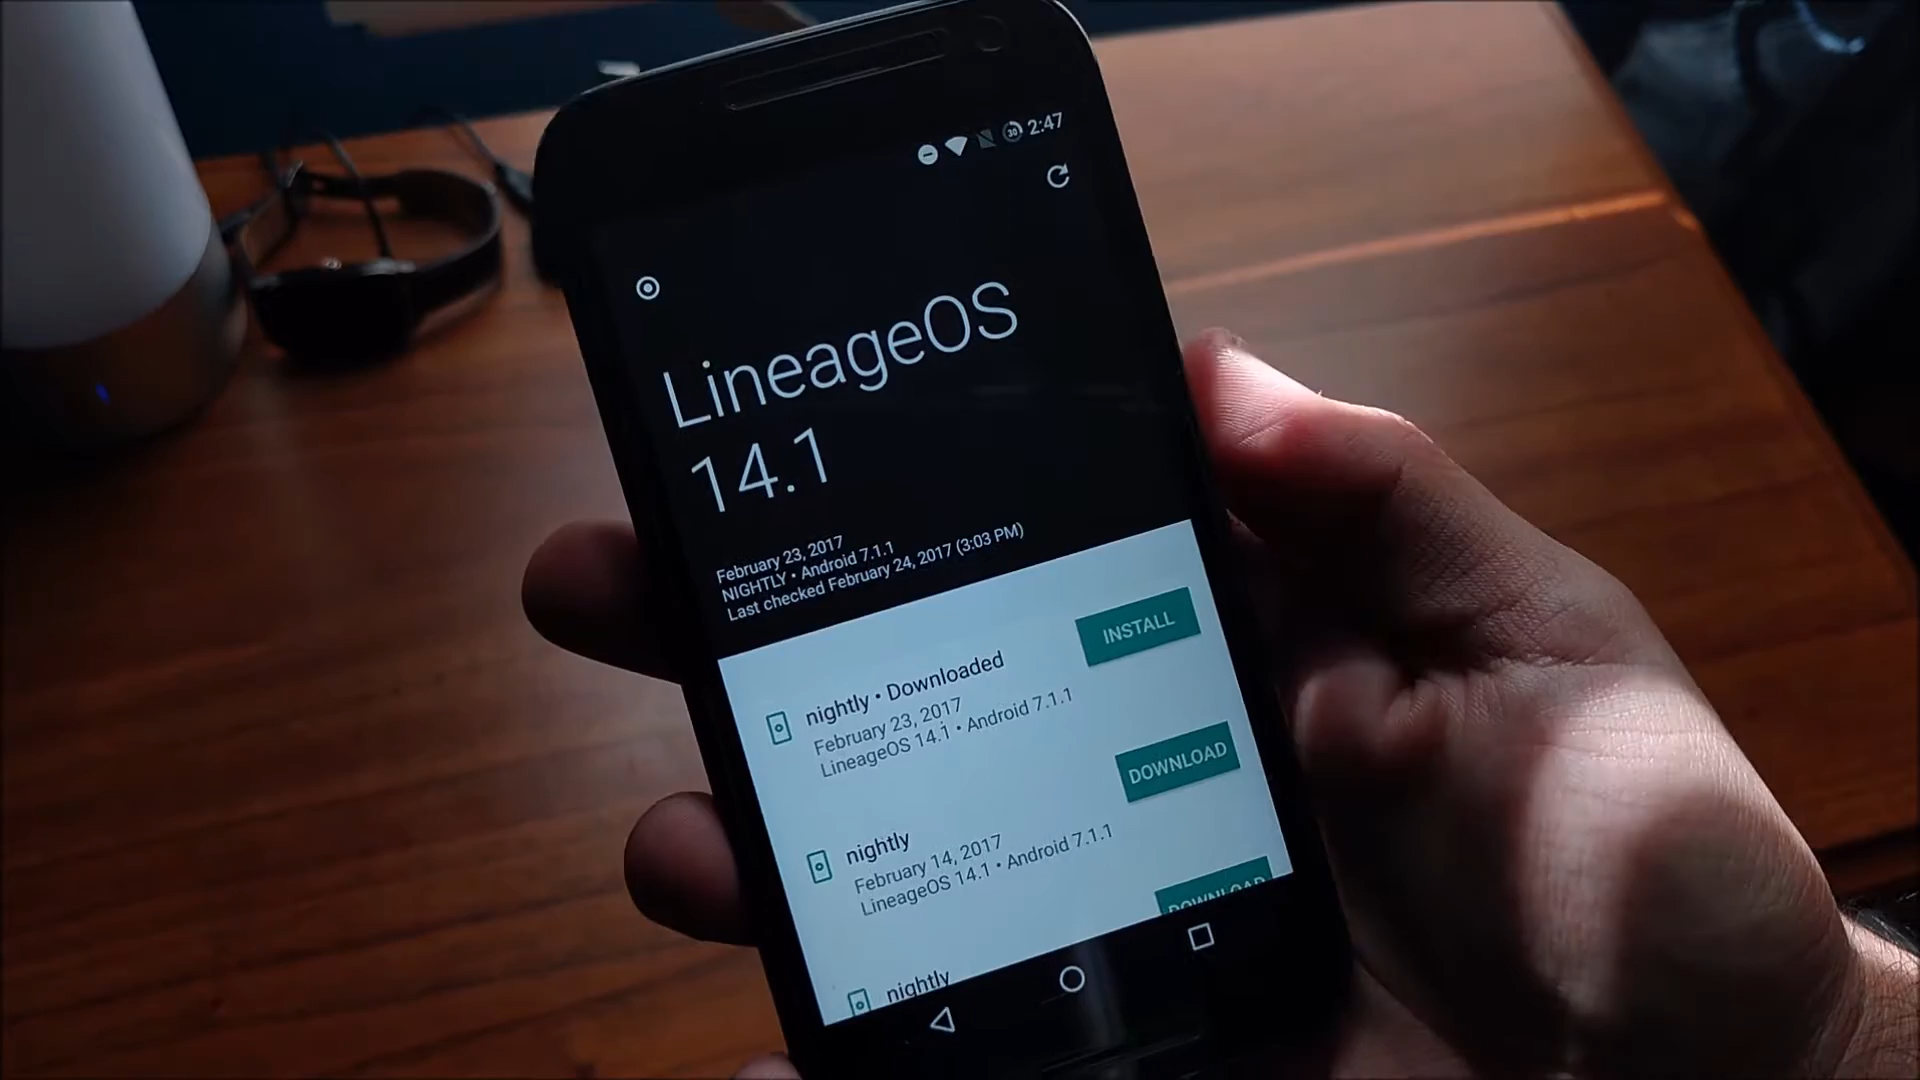 30 2:47
LineageOS
14.1
February 23, 2017
NIGHTLY • Android 7.1.1
Last checked February 24, 2017 (3:03 PM)
nightly • Downloaded
INSTALL
February 23, 2017
LineageOS 14.1 • Android 7.1.1
nightly
DOWNLOAD
February 14, 2017
LineageOS 14.1 • Android 7.1.1
nightly
DOWNLOAD